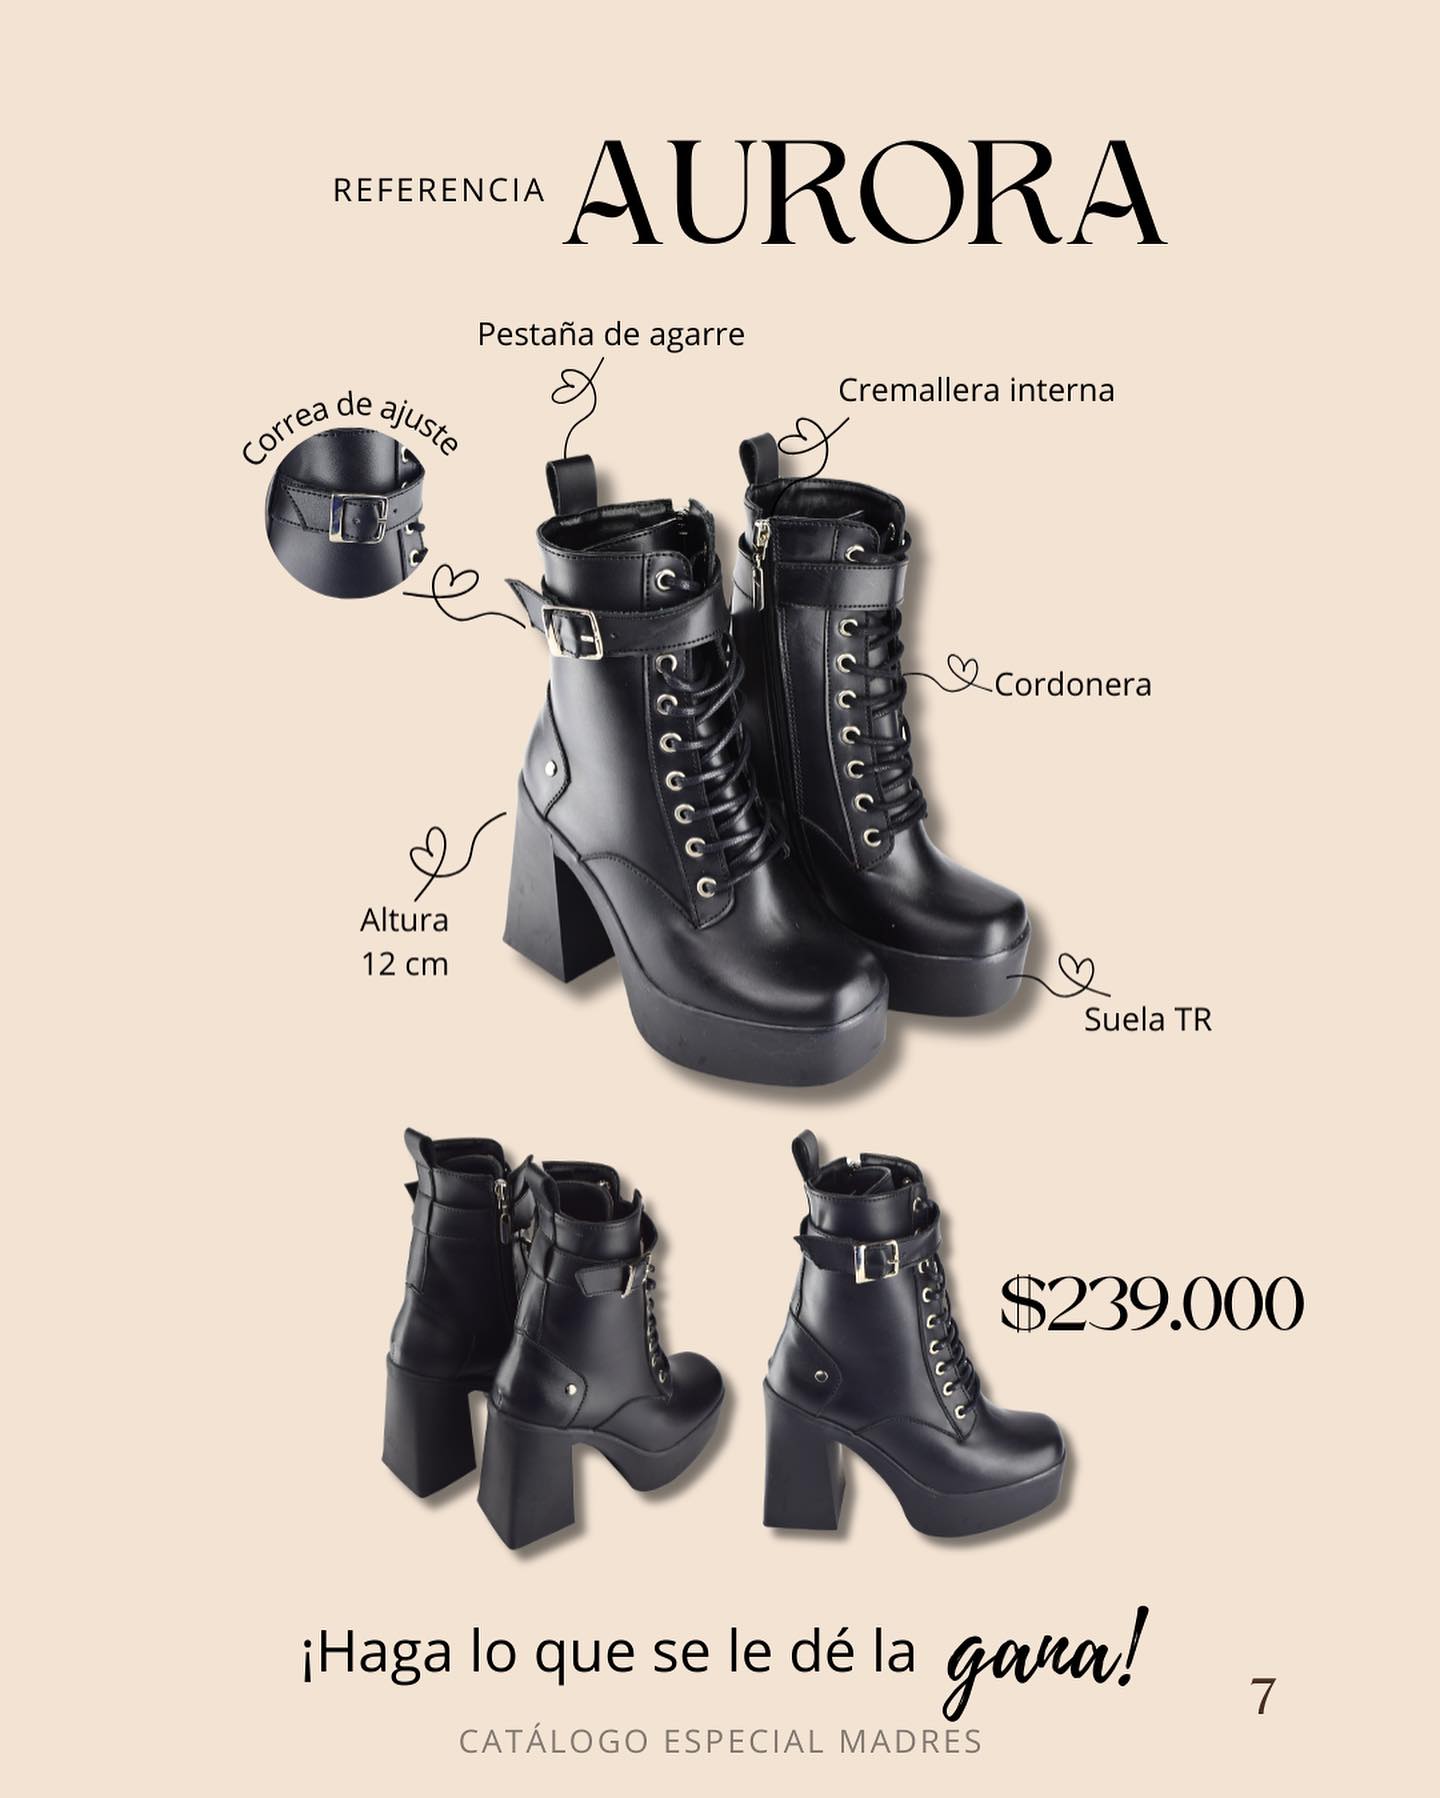 REFERENCIA AURORA
Pestaña de agarre
Cremallera interna
Correa de ajuste
Cordonera
Altura
12 cm
Suela TR
$239.000
¡Haga lo que se le dé la gana!
7
CATÁLOGO ESPECIAL MADRES